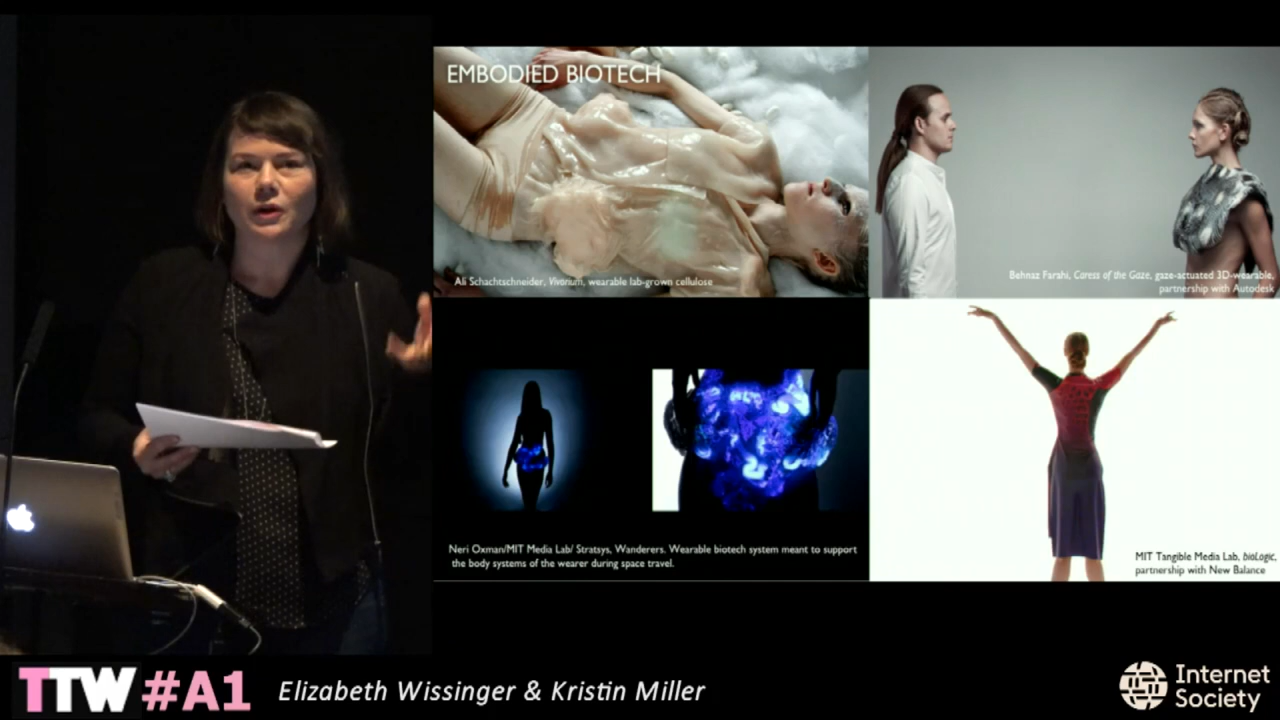 EMBODIED BIOTECH
Ali Schachtschneider, Vivorium, wearable lab-grown cellulose
Behnaz Farahi, Caress of the Gaze, gaze-actuated 3D-wearable,
partnership with Autodesk
Neri Oxman/MIT Media Lab/ Stratsys, Wanderers. Wearable biotech system meant to support
the body systems of the wearer during space travel.
MIT Tangible Media Lab, bioLogic,
partnership with New Balance
TTW #A1
Elizabeth Wissinger & Kristin Miller
Internet
Society